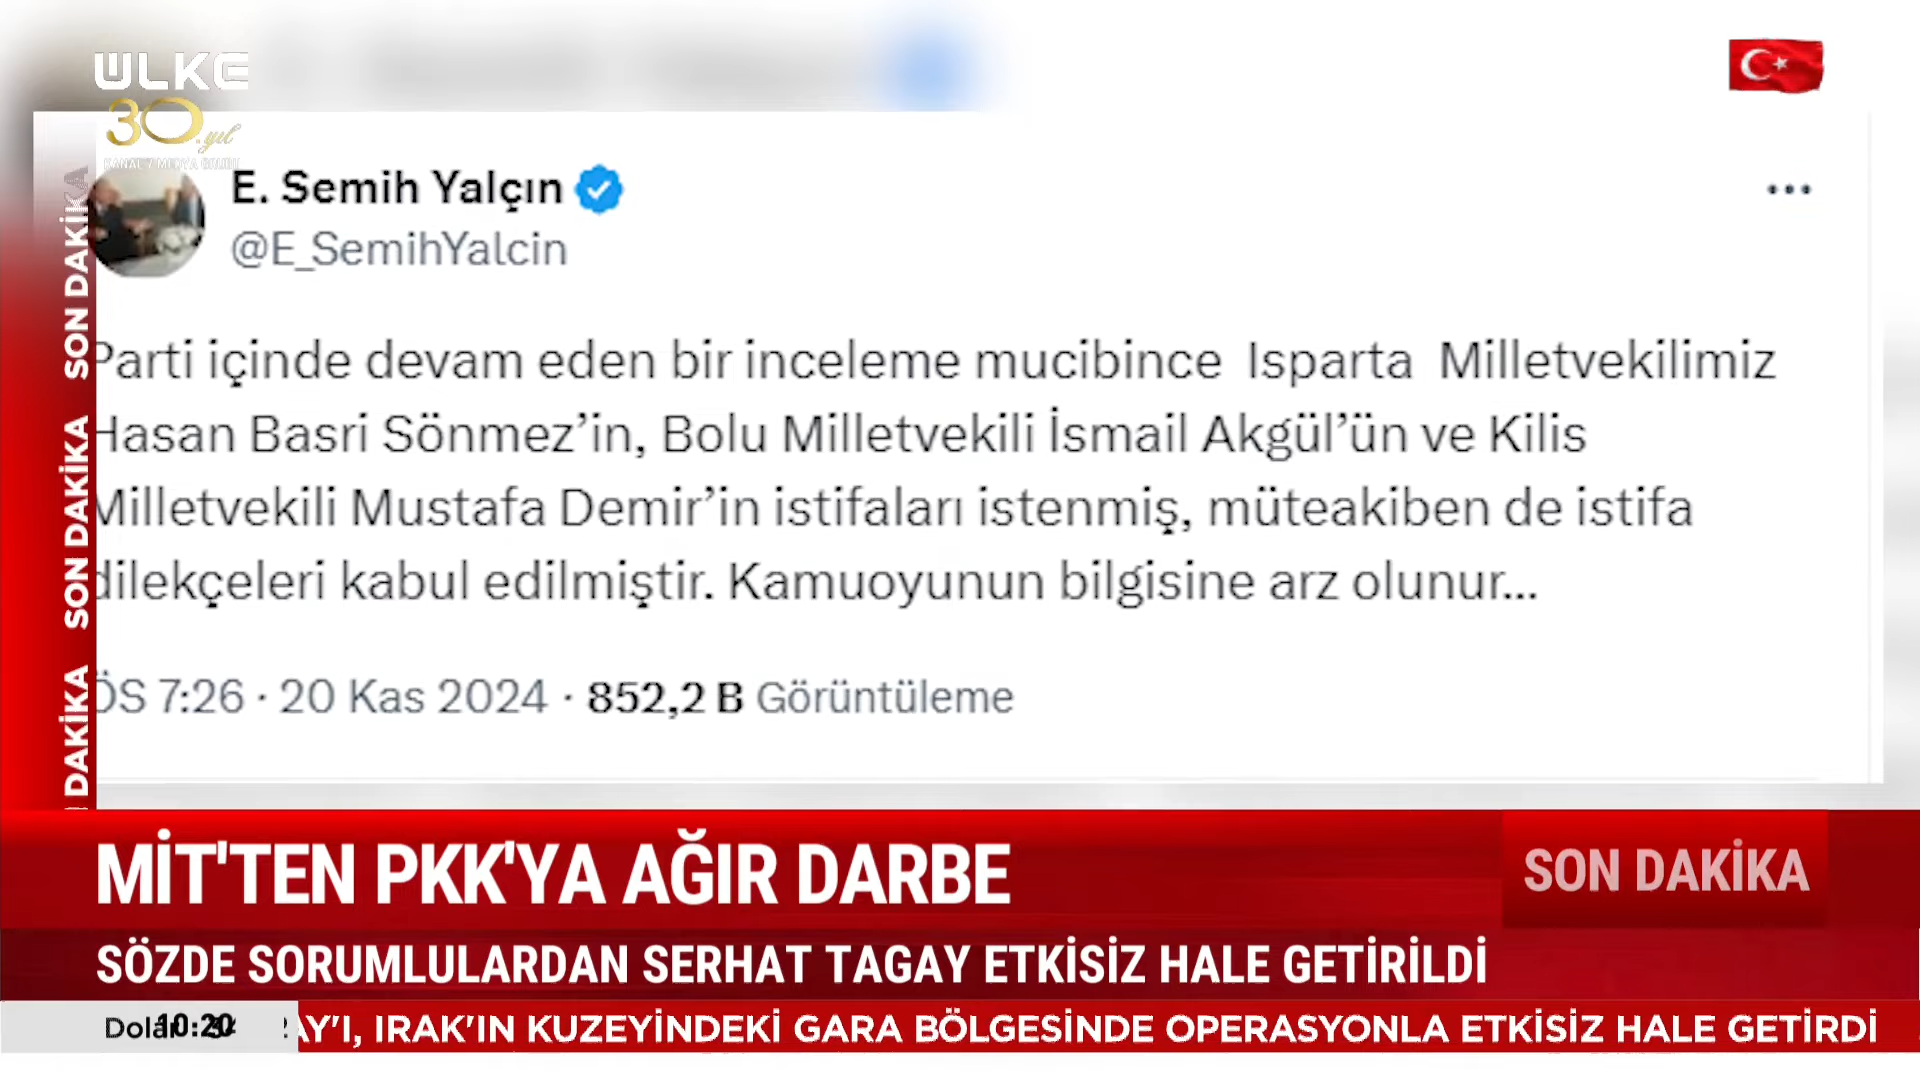 ÜLKE
30.yıl
KANAL 7 MEDYA GRUBU
E. Semih Yalçın
@E_SemihYalcin
Parti içinde devam eden bir inceleme mucibince Isparta Milletvekilimiz
Hasan Basri Sönmez’in, Bolu Milletvekili İsmail Akgül’ün ve Kilis
Milletvekili Mustafa Demir’in istifaları istenmiş, müteakiben de istifa
dilekçeleri kabul edilmiştir. Kamuoyunun bilgisine arz olunur...
ÖS 7:26 · 20 Kas 2024 · 852,2 B Görüntüleme
SON DAKİKA
SON DAKİKA
DAKİKA
MİT'TEN PKK'YA AĞIR DARBE
SON DAKİKA
SÖZDE SORUMLULARDAN SERHAT TAGAY ETKİSİZ HALE GETİRİLDİ
10:20
AY'I, IRAK'IN KUZEYİNDEKİ GARA BÖLGESİNDE OPERASYONLA ETKİSİZ HALE GETİRDİ